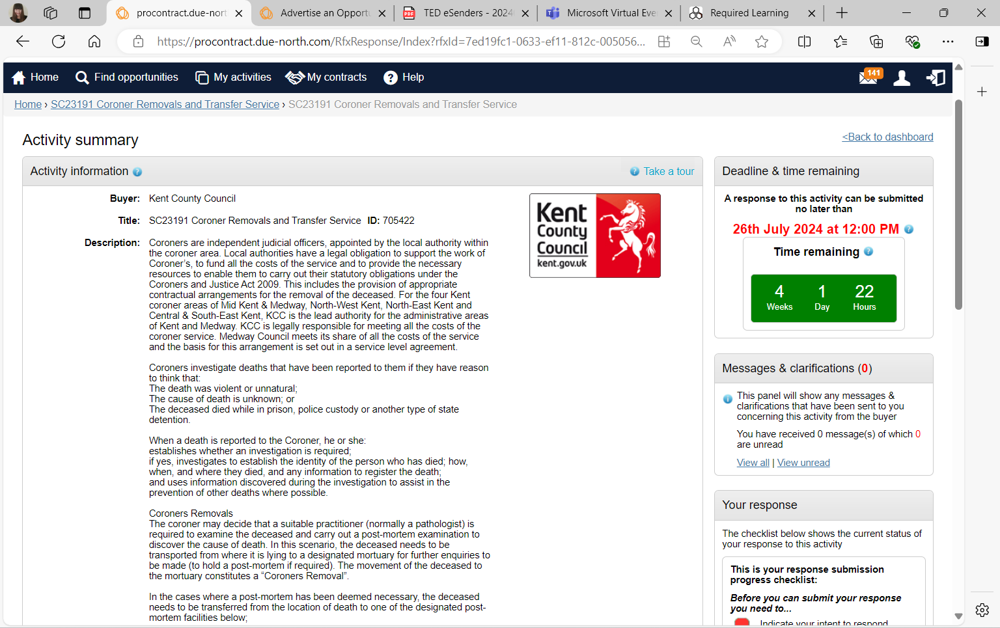 procontract.due-nort
Advertise an Opportu
TED eSenders - 2024
Microsoft Virtual Eve
Required Learning
https://procontract.due-north.com/RfxResponse/Index?rfxId=7ed19fc1-0633-ef11-812c-005056...
Home
Find opportunities
My activities
My contracts
Help
141
Home › SC23191 Coroner Removals and Transfer Service › SC23191 Coroner Removals and Transfer Service
Activity summary
<Back to dashboard
Activity information
Take a tour
Buyer: Kent County Council
Title: SC23191 Coroner Removals and Transfer Service ID: 705422
Description: Coroners are independent judicial officers, appointed by the local authority within
the coroner area. Local authorities have a legal obligation to support the work of
Coroner's, to fund all the costs of the service and to provide the necessary
resources to enable them to carry out their statutory obligations under the
Coroners and Justice Act 2009. This includes the provision of appropriate
contractual arrangements for the removal of the deceased. For the four Kent
coroner areas of Mid Kent & Medway, North-West Kent, North-East Kent and
Central & South-East Kent, KCC is the lead authority for the administrative areas
of Kent and Medway. KCC is legally responsible for meeting all the costs of the
coroner service. Medway Council meets its share of all the costs of the service
and the basis for this arrangement is set out in a service level agreement.
Coroners investigate deaths that have been reported to them if they have reason
to think that:
The death was violent or unnatural;
The cause of death is unknown; or
The deceased died while in prison, police custody or another type of state
detention.
When a death is reported to the Coroner, he or she:
establishes whether an investigation is required;
if yes, investigates to establish the identity of the person who has died; how,
when, and where they died, and any information to register the death;
and uses information discovered during the investigation to assist in the
prevention of other deaths where possible.
Coroners Removals
The coroner may decide that a suitable practitioner (normally a pathologist) is
required to examine the deceased and carry out a post-mortem examination to
discover the cause of death. In this scenario, the deceased needs to be
transported from where it is lying to a designated mortuary for further enquiries to
be made (to hold a post-mortem if required). The movement of the deceased to
the mortuary constitutes a “Coroners Removal”.
In the cases where a post-mortem has been deemed necessary, the deceased
needs to be transferred from the location of death to one of the designated post-
mortem facilities below;
Kent
County
Council
kent.gov.uk
Deadline & time remaining
A response to this activity can be submitted
no later than
26th July 2024 at 12:00 PM
Time remaining
4 1 22
Weeks Day Hours
Messages & clarifications (0)
This panel will show any messages &
clarifications that have been sent to you
concerning this activity from the buyer
You have received 0 message(s) of which 0
are unread
View all | View unread
Your response
The checklist below shows the current status of
your response to this activity
This is your response submission
progress checklist:
Before you can submit your response
you need to...
Indicate your intent to respond